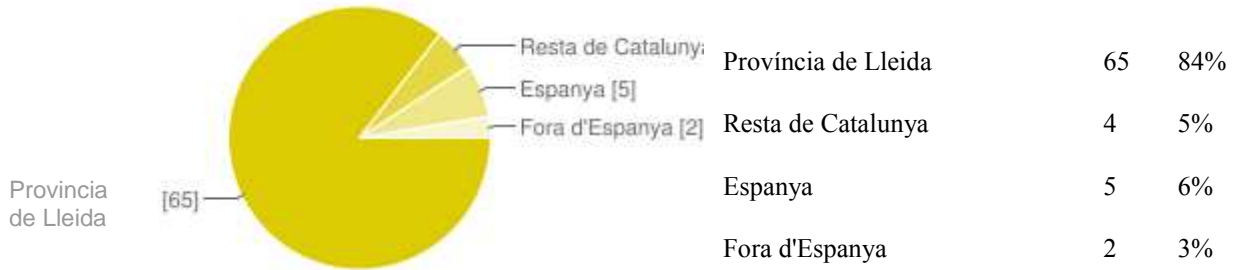 Resta de Cataluny
Espanya [5]
Fora d'Espanya [2]
Provincia
de Lleida
[65]
Província de Lleida 65 84%
Resta de Catalunya 4 5%
Espanya 5 6%
Fora d'Espanya 2 3%